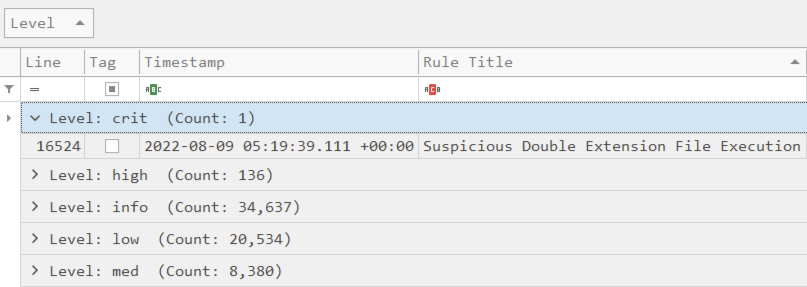 Level
Line Tag Timestamp Rule Title
= ABC ACB
Level: crit (Count: 1)
16524 2022-08-09 05:19:39.111 +00:00 Suspicious Double Extension File Execution
Level: high (Count: 136)
Level: info (Count: 34,637)
Level: low (Count: 20,534)
Level: med (Count: 8,380)